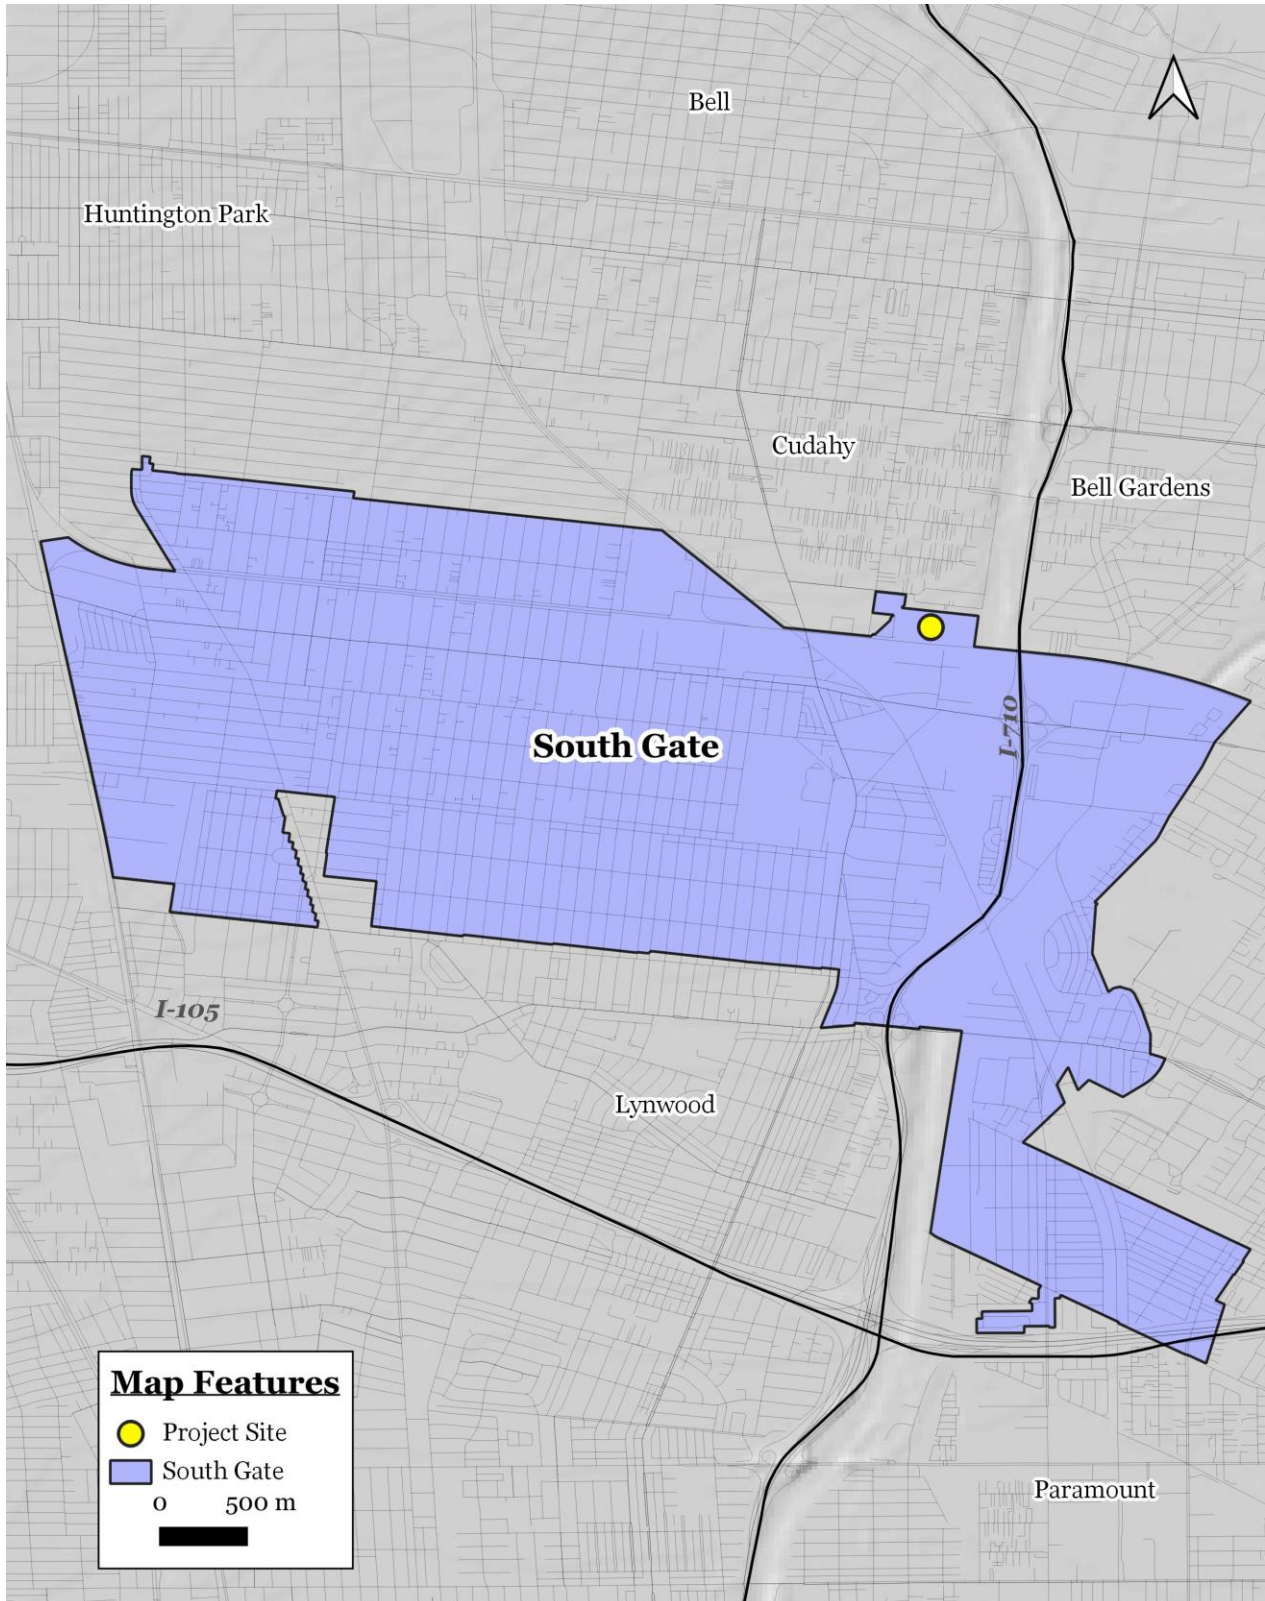 Bell
Huntington Park
Cudahy
Bell Gardens
I-710
South Gate
I-105
Lynwood
Map Features
Project Site
South Gate
0 500 m
Paramount